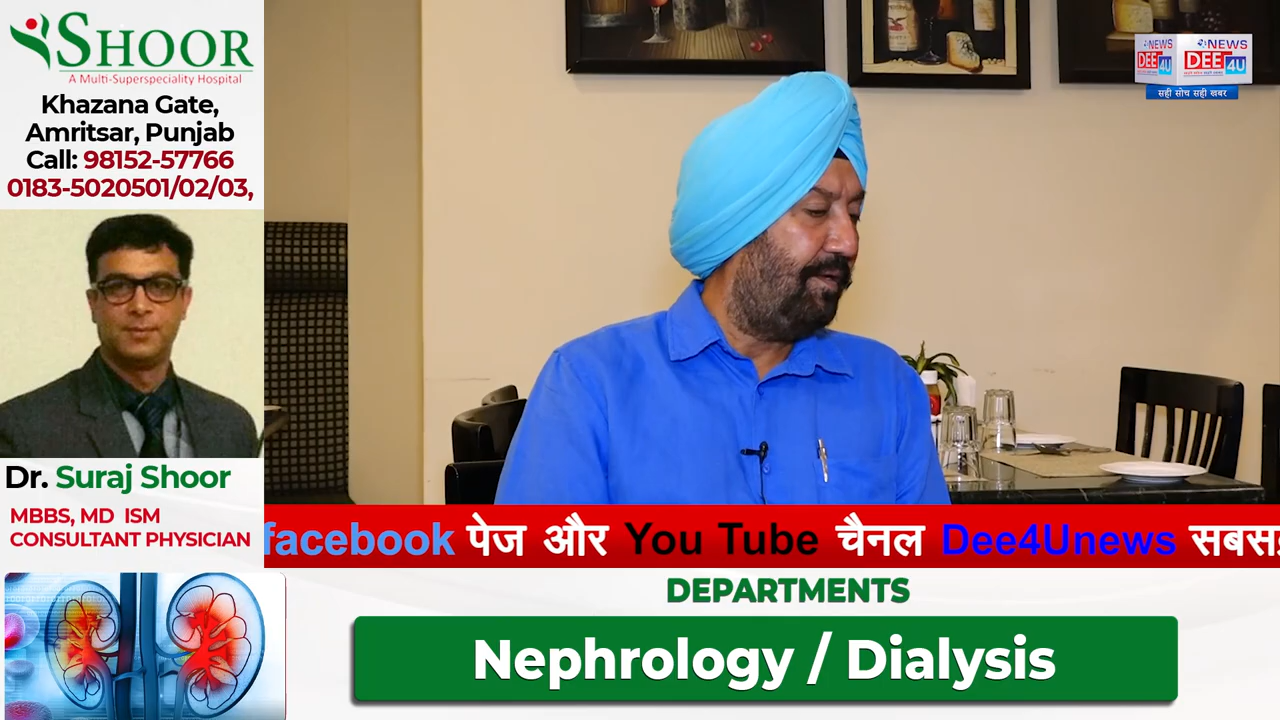 SHOOR
A Multi-Superspeciality Hospital
Khazana Gate,
Amritsar, Punjab
Call: 98152-57766
0183-5020501/02/03,
Dr. Suraj Shoor
MBBS, MD ISM
CONSULTANT PHYSICIAN
NEWS
DEE4U
NEWS
DEE4U
सही सोच सही खबर
facebook पेज और You Tube चैनल Dee4Unews
DEPARTMENTS
Nephrology / Dialysis